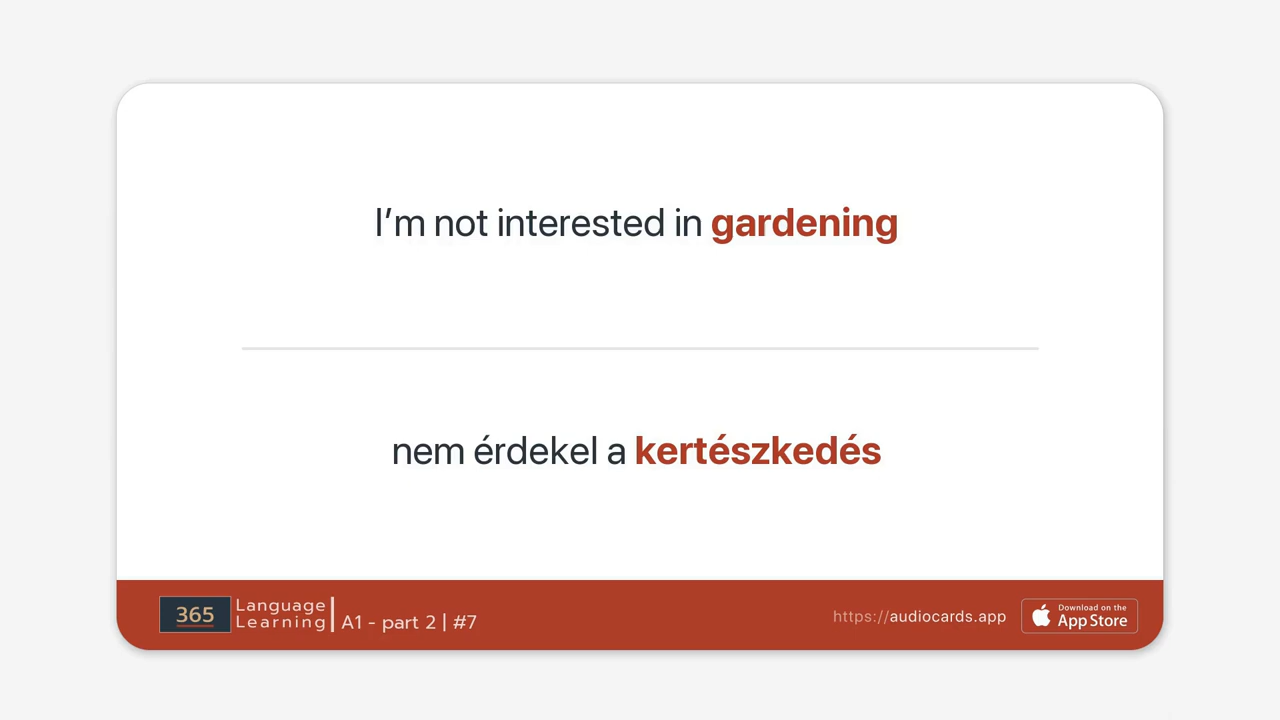 I’m not interested in gardening
nem érdekel a kertészkedés
365
Language
Learning
A1 - part 2 | #7
https://audiocards.app
Download on the
App Store